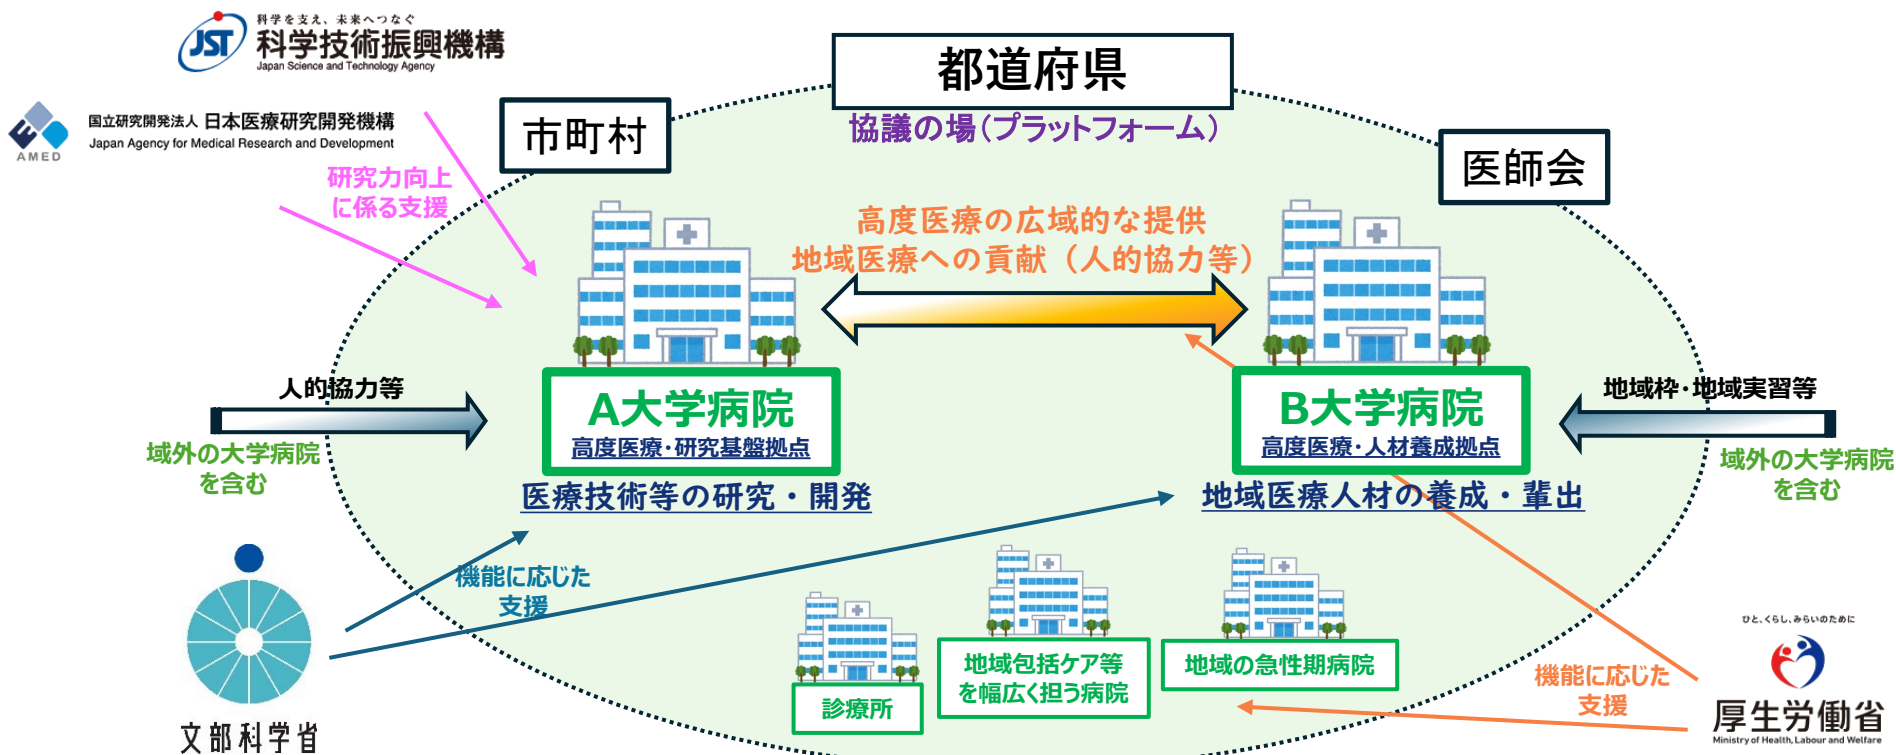 JST
科学を支え、未来へつなぐ
科学技術振興機構
Japan Science and Technology Agency
AMED
国立研究開発法人 日本医療研究開発機構
Japan Agency for Medical Research and Development
市町村
都道府県
協議の場(プラットフォーム)
医師会
研究力向上
に係る支援
高度医療の広域的な提供
地域医療への貢献(人的協力等)
人的協力等
域外の大学病院
を含む
A大学病院
高度医療・研究基盤拠点
医療技術等の研究・開発
B大学病院
高度医療・人材養成拠点
地域医療人材の養成・輩出
地域枠・地域実習等
域外の大学病院
を含む
機能に応じた
支援
文部科学省
診療所
地域包括ケア等
を幅広く担う病院
地域の急性期病院
機能に応じた
支援
ひと、くらし、みらいのために
厚生労働省
Ministry of Health, Labour and Welfare